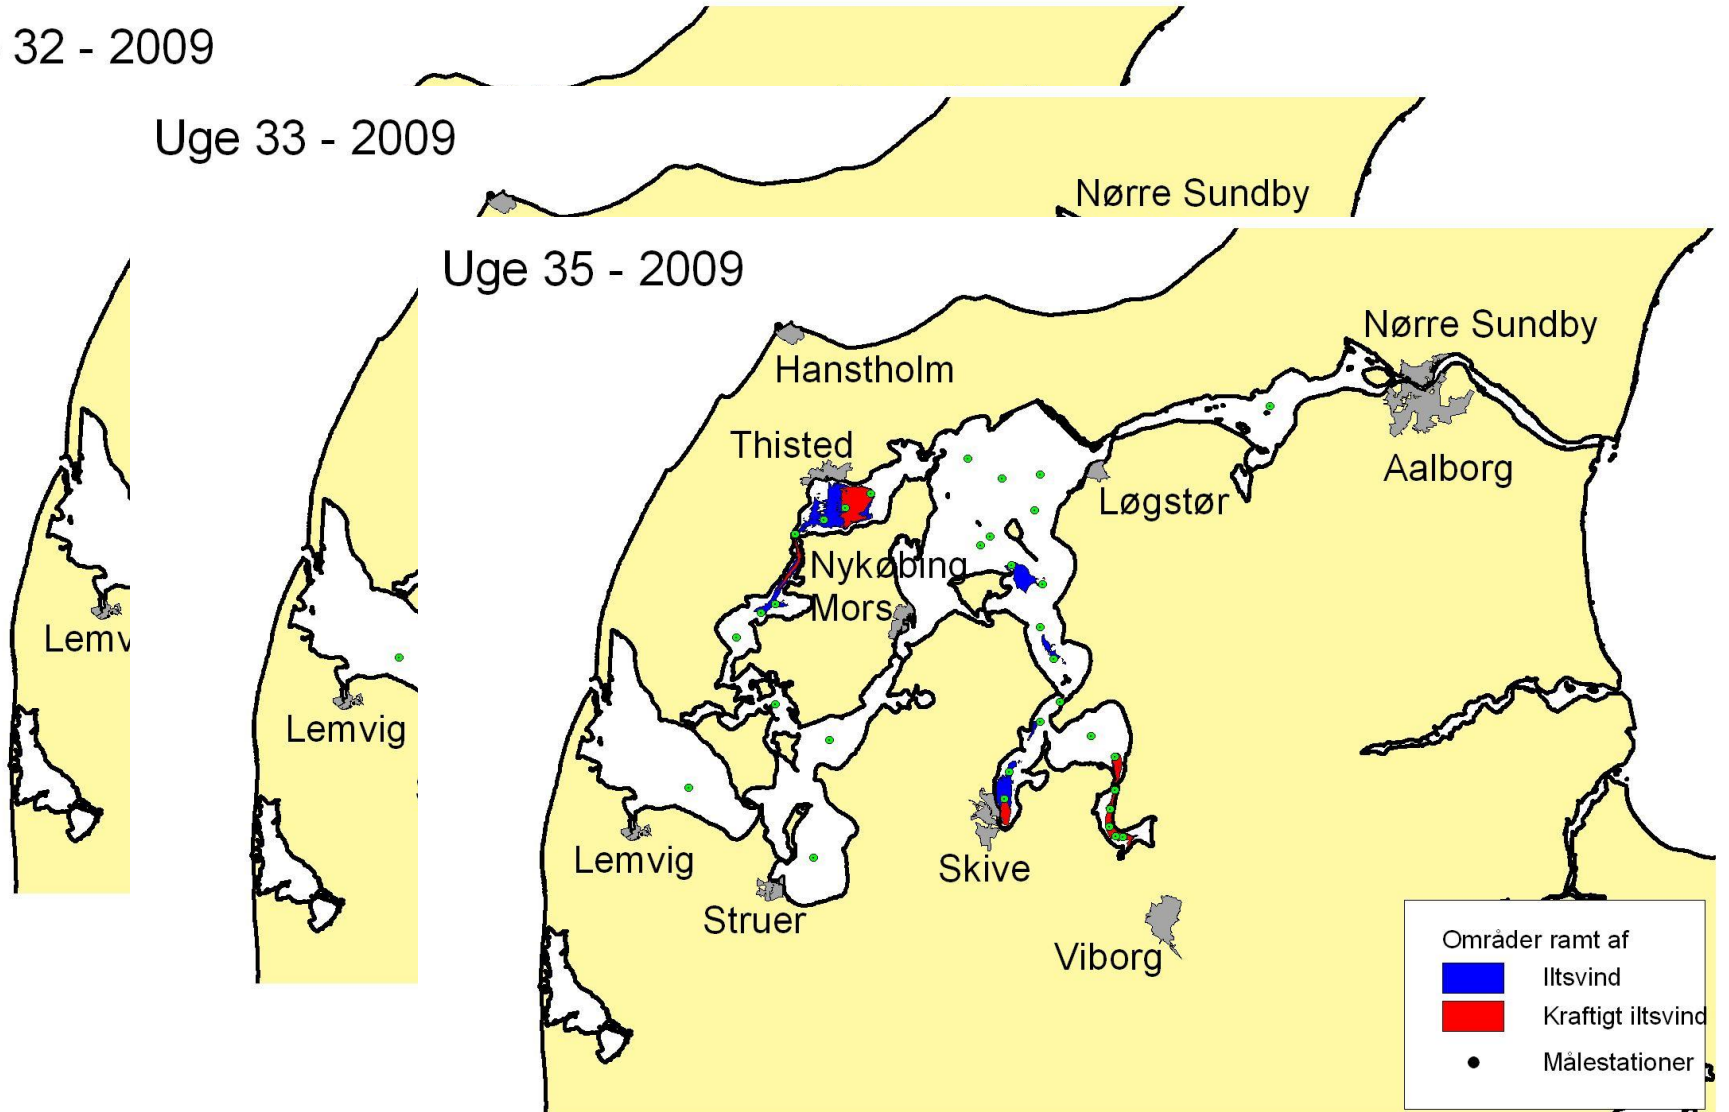 32 - 2009
Uge 33 - 2009
Nørre Sundby
Uge 35 - 2009
Nørre Sundby
Hanstholm
Thisted
Aalborg
Løgstør
Nykøbing
Mors
Lemv
Lemvig
Lemvig
Skive
Struer
Viborg
Områder ramt af
Iltsvind
Kraftigt iltsvind
Målestationer